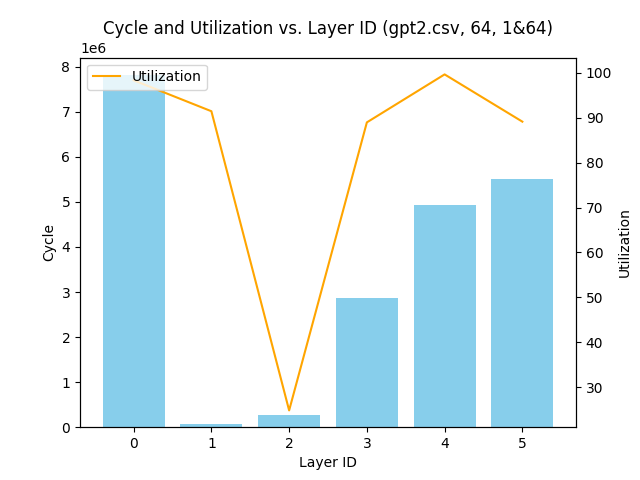 Cycle and Utilization vs. Layer ID (gpt2.csv, 64, 1&64)
1e6
Utilization
8
7
6
5
4
3
2
1
0
Cycle
100
90
80
70
60
50
40
30
Utilization
0 1 2 3 4 5
Layer ID